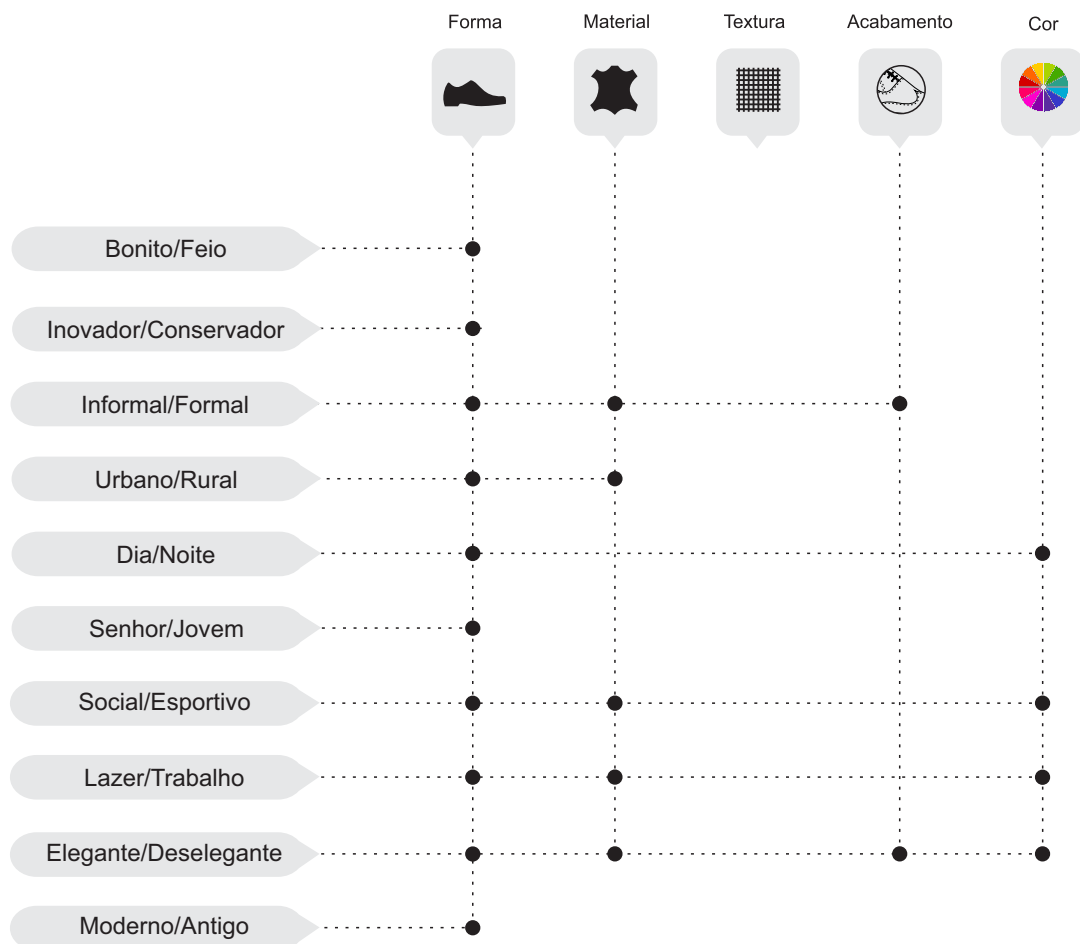 Forma Material Textura Acabamento Cor
Bonito/Feio
Inovador/Conservador
Informal/Formal
Urbano/Rural
Dia/Noite
Senhor/Jovem
Social/Esportivo
Lazer/Trabalho
Elegante/Deselegante
Moderno/Antigo